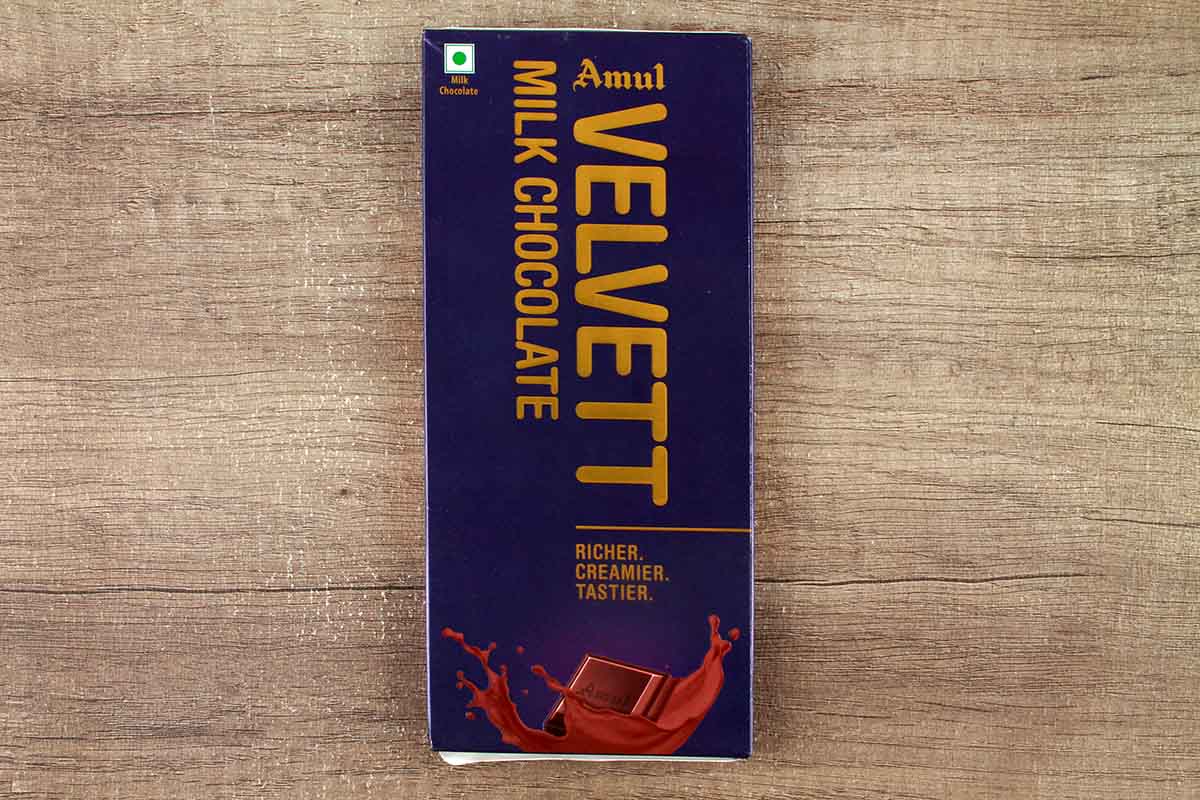 Milk
Chocolate
Amul
VELVETT
MILK CHOCOLATE
RICHER.
CREAMIER.
TASTIER.
Amul